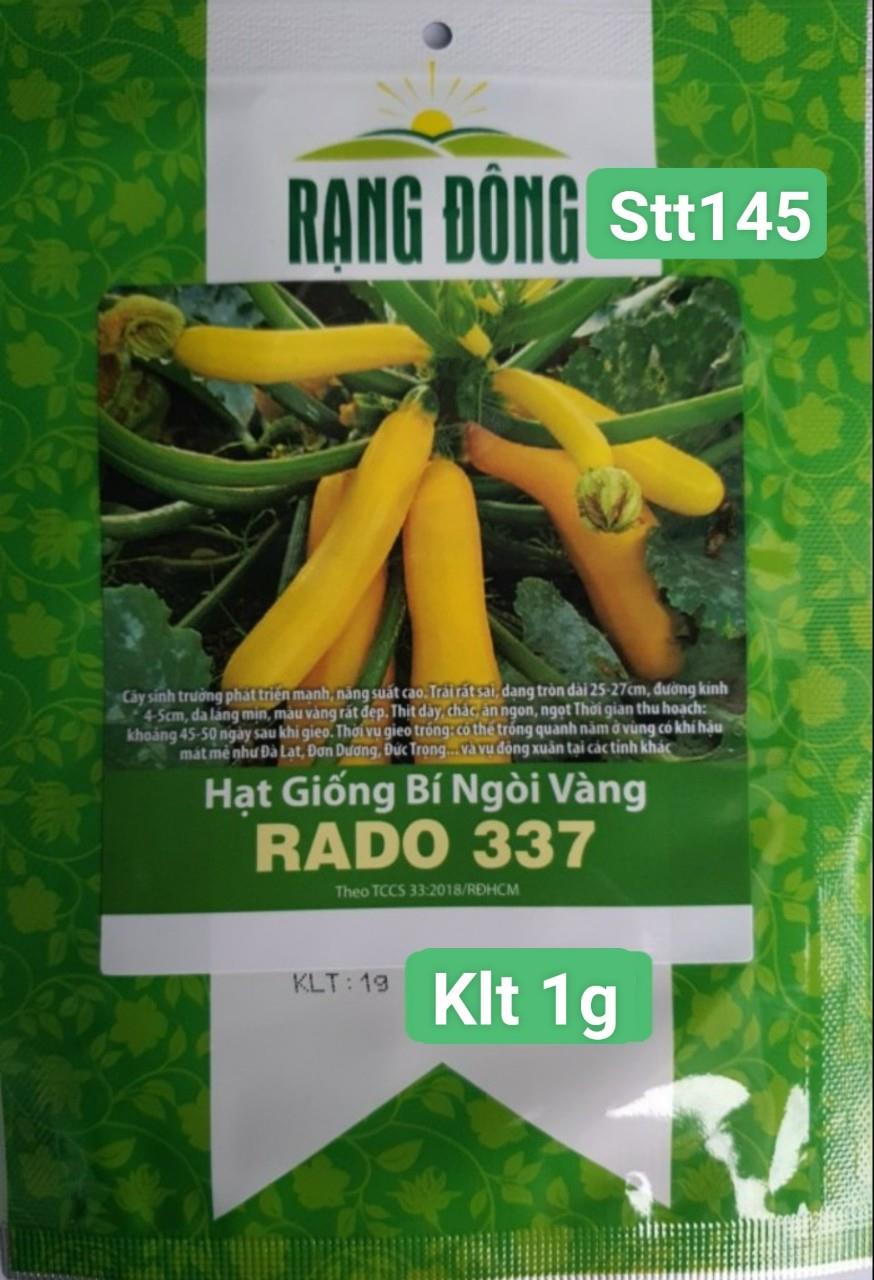 RẠNG ĐÔNG
Stt145
Cây sinh trưởng phát triển mạnh, năng suất cao. Trái rất sai, dạng tròn dài 25-27cm, đường kính
4-5cm, da láng mịn, màu vàng rất đẹp. Thịt dày, chắc, ăn ngon, ngọt Thời gian thu hoạch:
khoảng 45-50 ngày sau khi gieo. Thời vụ gieo trồng: có thể trồng quanh năm ở vùng có khí hậu
mát mẻ như Đà Lạt, Đơn Dương, Đức Trọng... và vụ đông xuân tại các tỉnh khác
Hạt Giống Bí Ngòi Vàng
RADO 337
Theo TCCS 33:2018/RĐHCM
KLT : 1g
Klt 1g